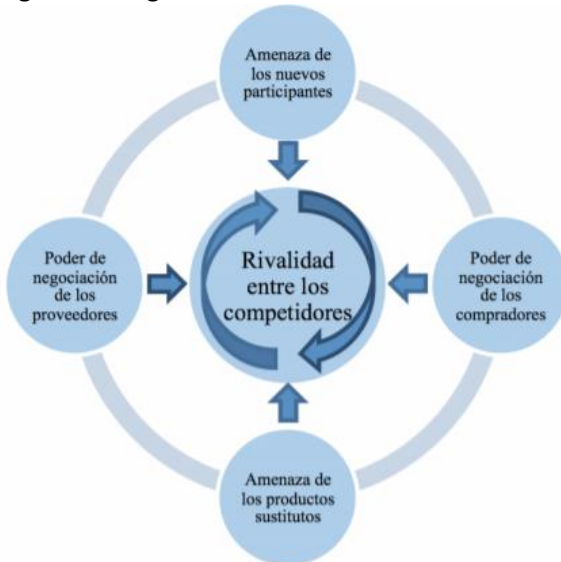 Amenaza de
los nuevos
participantes
Poder de
negociación
de los
proveedores
Rivalidad
entre los
competidores
Poder de
negociación
de los
compradores
Amenaza de
los productos
sustitutos